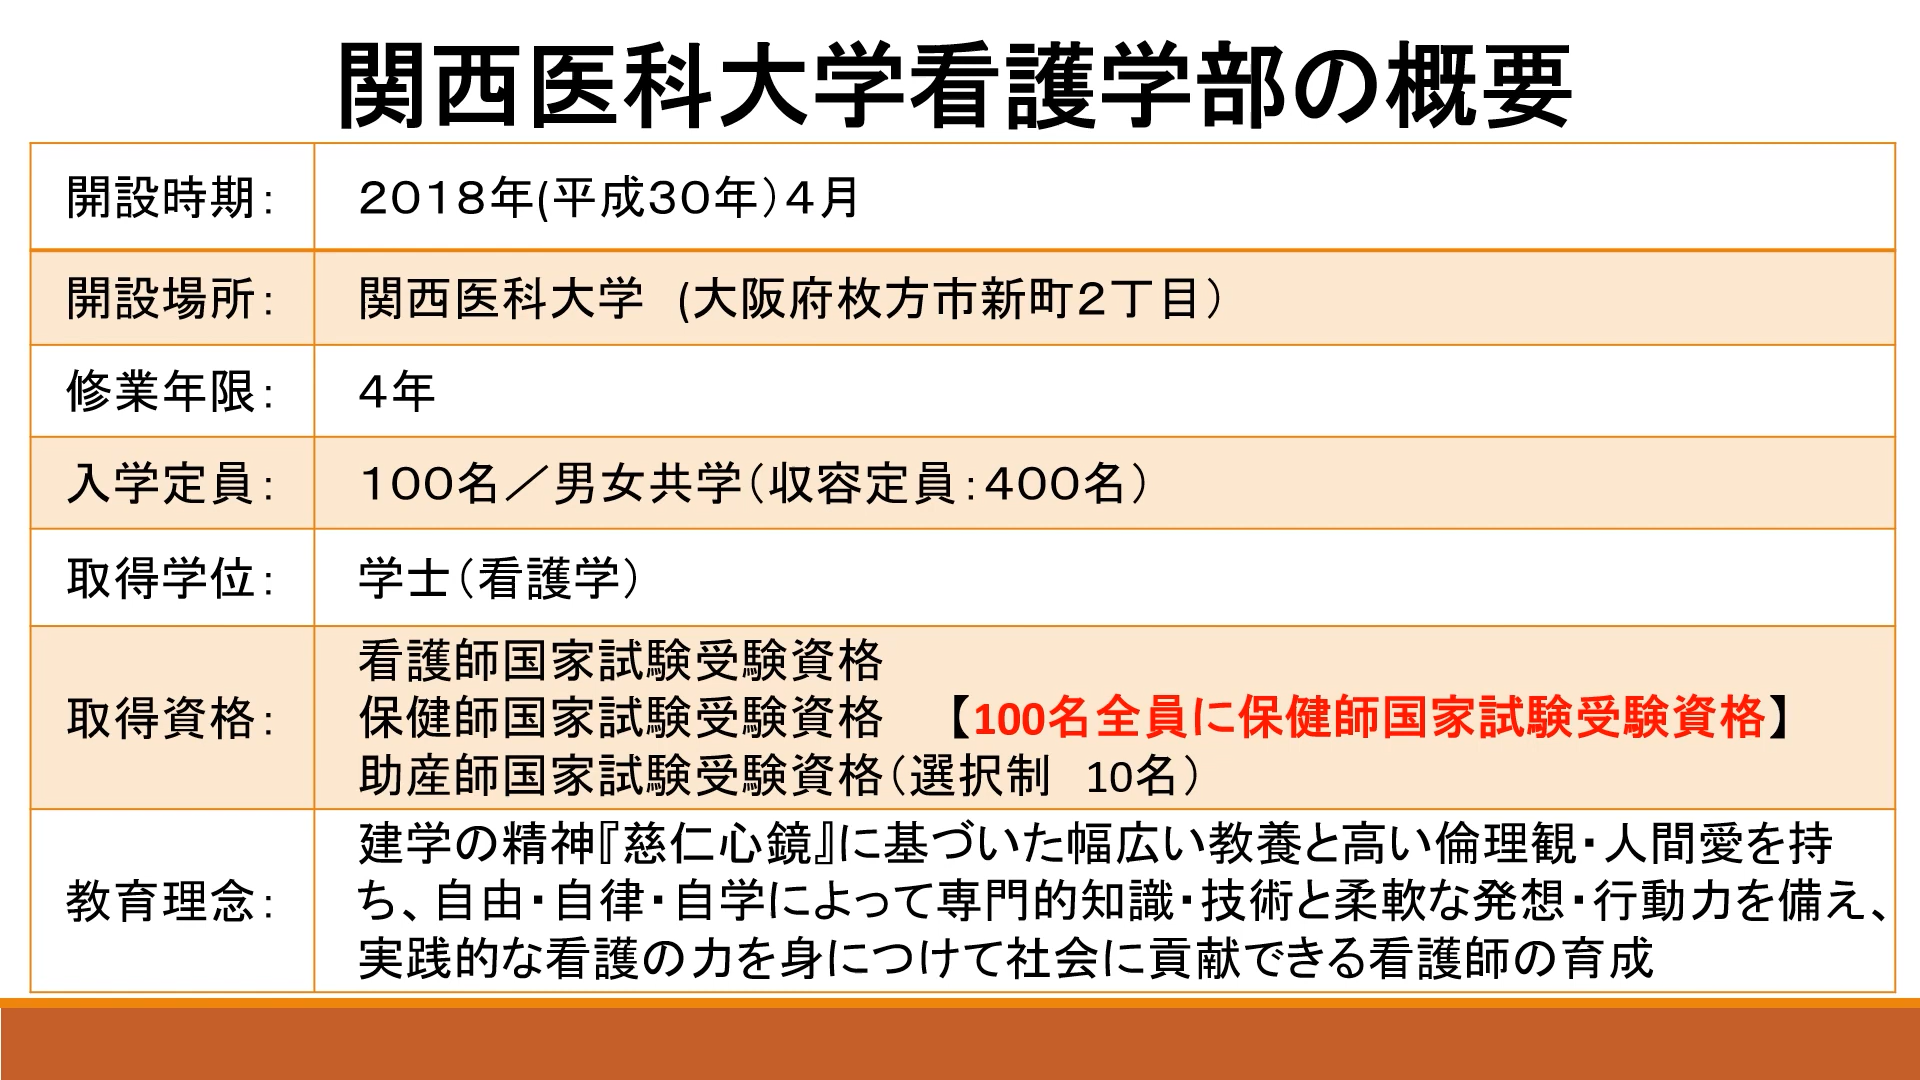 関西医科大学看護学部の概要
開設時期：
２０１８年(平成３０年）４月
開設場所：
関西医科大学　(大阪府枚方市新町２丁目）
修業年限：
４年
入学定員：
１００名／男女共学（収容定員：４００名）
取得学位：
学士（看護学）
取得資格：
看護師国家試験受験資格
保健師国家試験受験資格　【100名全員に保健師国家試験受験資格】
助産師国家試験受験資格（選択制　10名）
教育理念：
建学の精神『慈仁心鏡』に基づいた幅広い教養と高い倫理観・人間愛を持
ち、自由・自律・自学によって専門的知識・技術と柔軟な発想・行動力を備え、
実践的な看護の力を身につけて社会に貢献できる看護師の育成